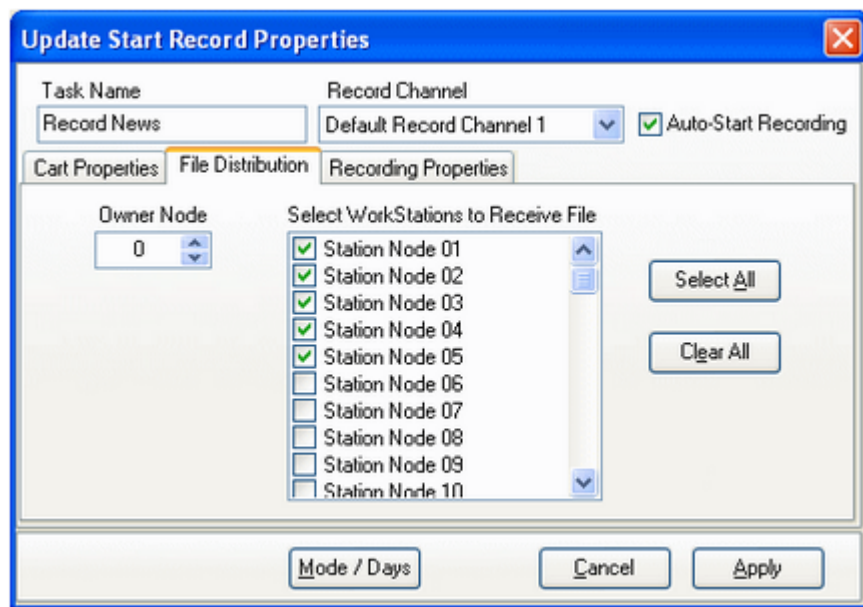 Update Start Record Properties
Task Name
Record Channel
Record News
Default Record Channel 1
Auto-Start Recording
Cart Properties
File Distribution
Recording Properties
Owner Node
0
Select WorkStations to Receive File
Station Node 01
Station Node 02
Station Node 03
Station Node 04
Station Node 05
Station Node 06
Station Node 07
Station Node 08
Station Node 09
Station Node 10
Select All
Clear All
Mode / Days
Cancel
Apply